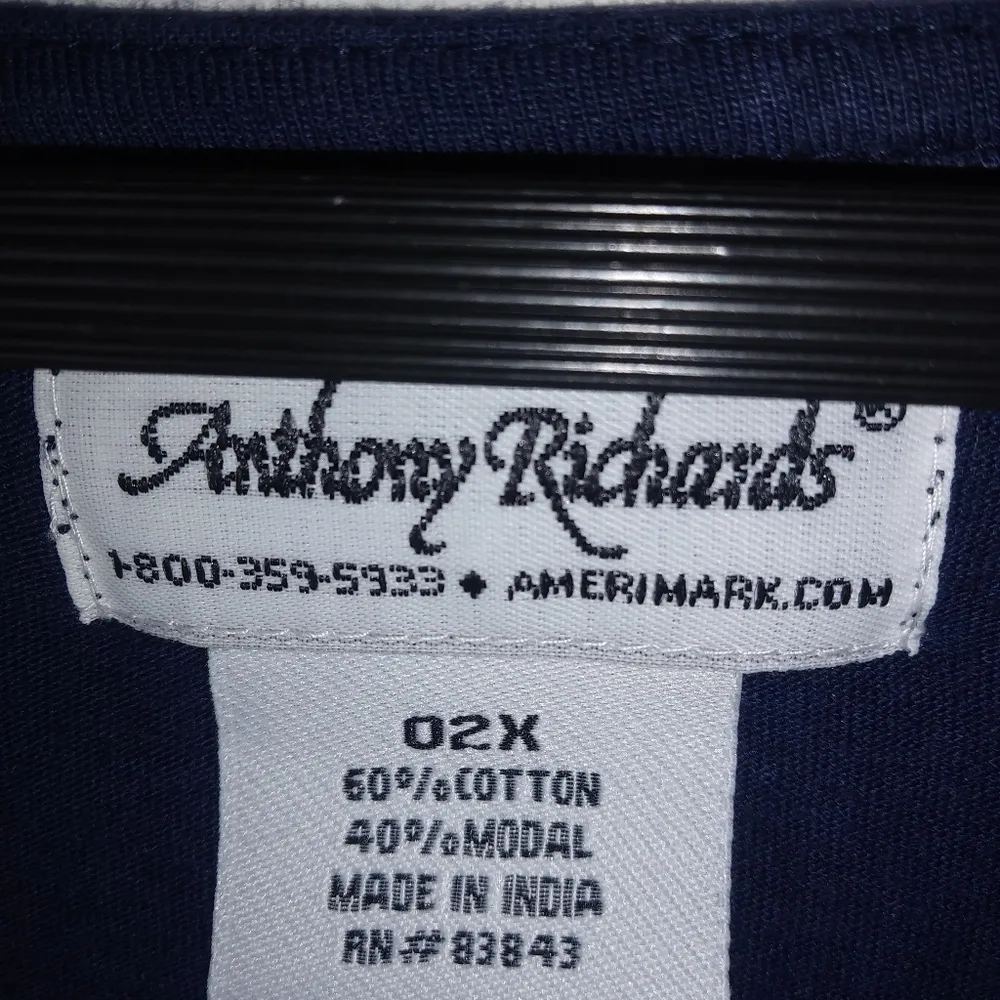 Anthony Richards®
1-800-359-5933 ✦ AMERIMARK.COM
02X
60% COTTON
40% MODAL
MADE IN INDIA
RN# 83843